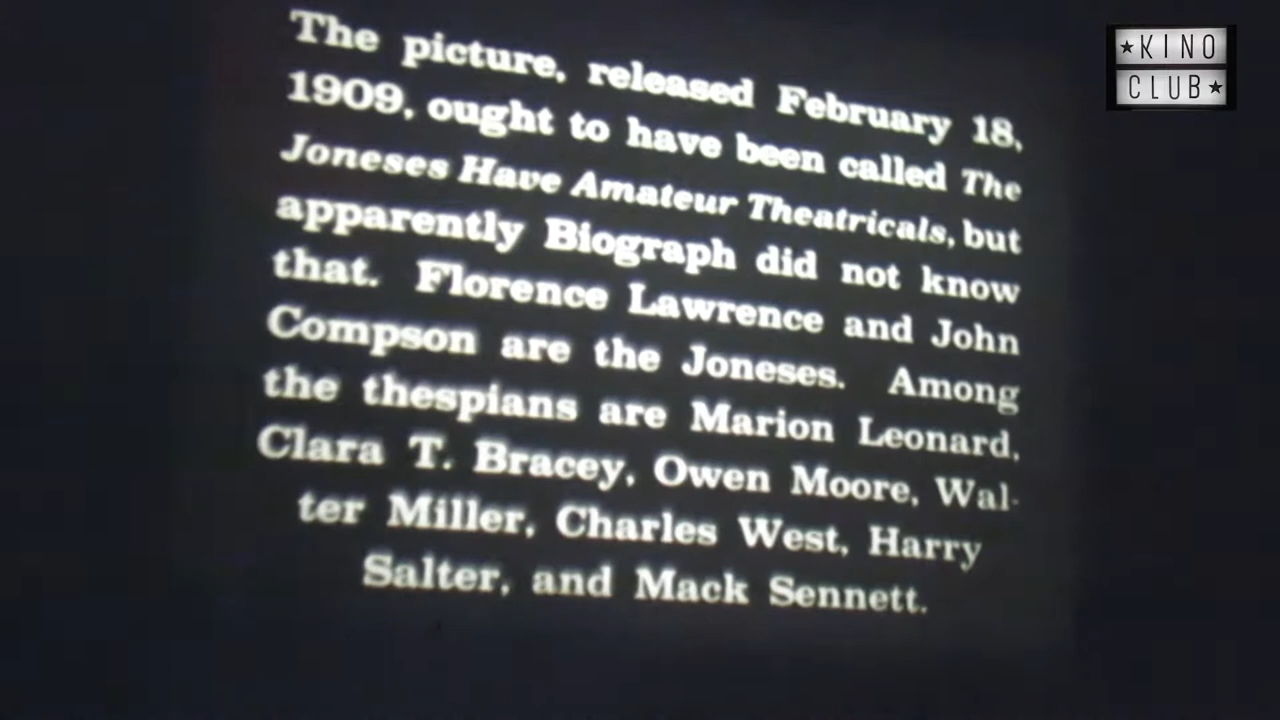 The picture, released February 18,
1909, ought to have been called The
Joneses Have Amateur Theatricals, but
apparently Biograph did not know
that. Florence Lawrence and John
Compson are the Joneses. Among
the thespians are Marion Leonard,
Clara T. Bracey, Owen Moore, Wal-
ter Miller, Charles West, Harry
Salter, and Mack Sennett.
★KINO
CLUB★